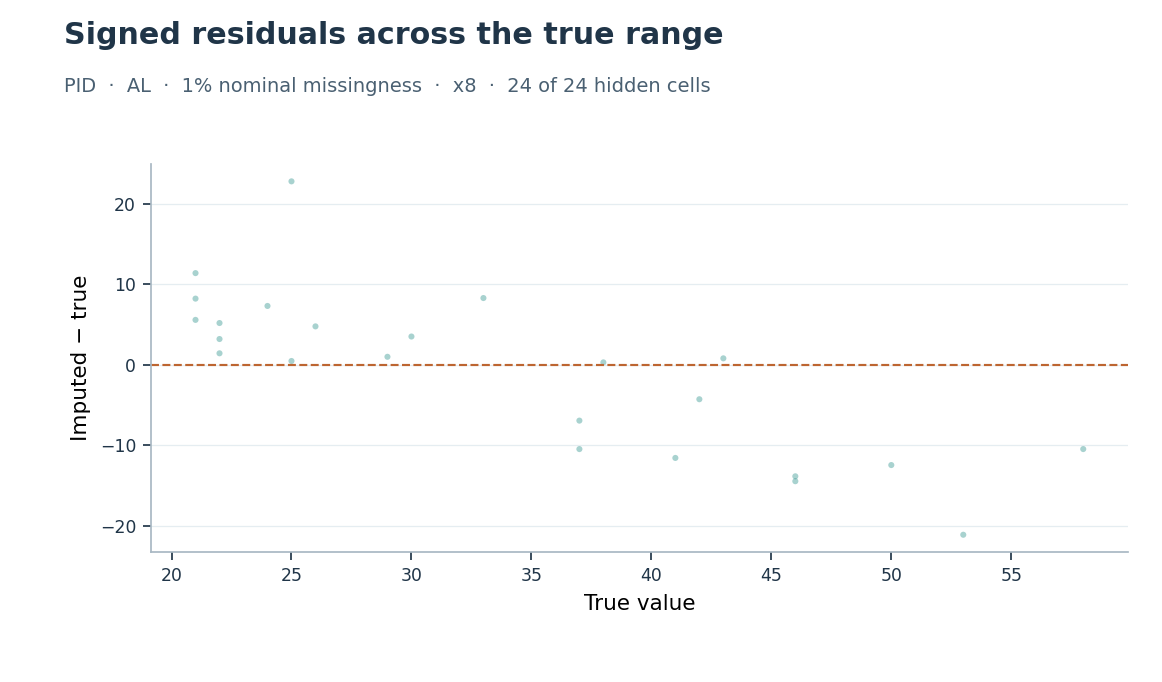 Signed residuals across the true range
PID · AL · 1% nominal missingness · x8 · 24 of 24 hidden cells
Imputed − true
20
10
0
−10
−20
20 25 30 35 40 45 50 55
True value